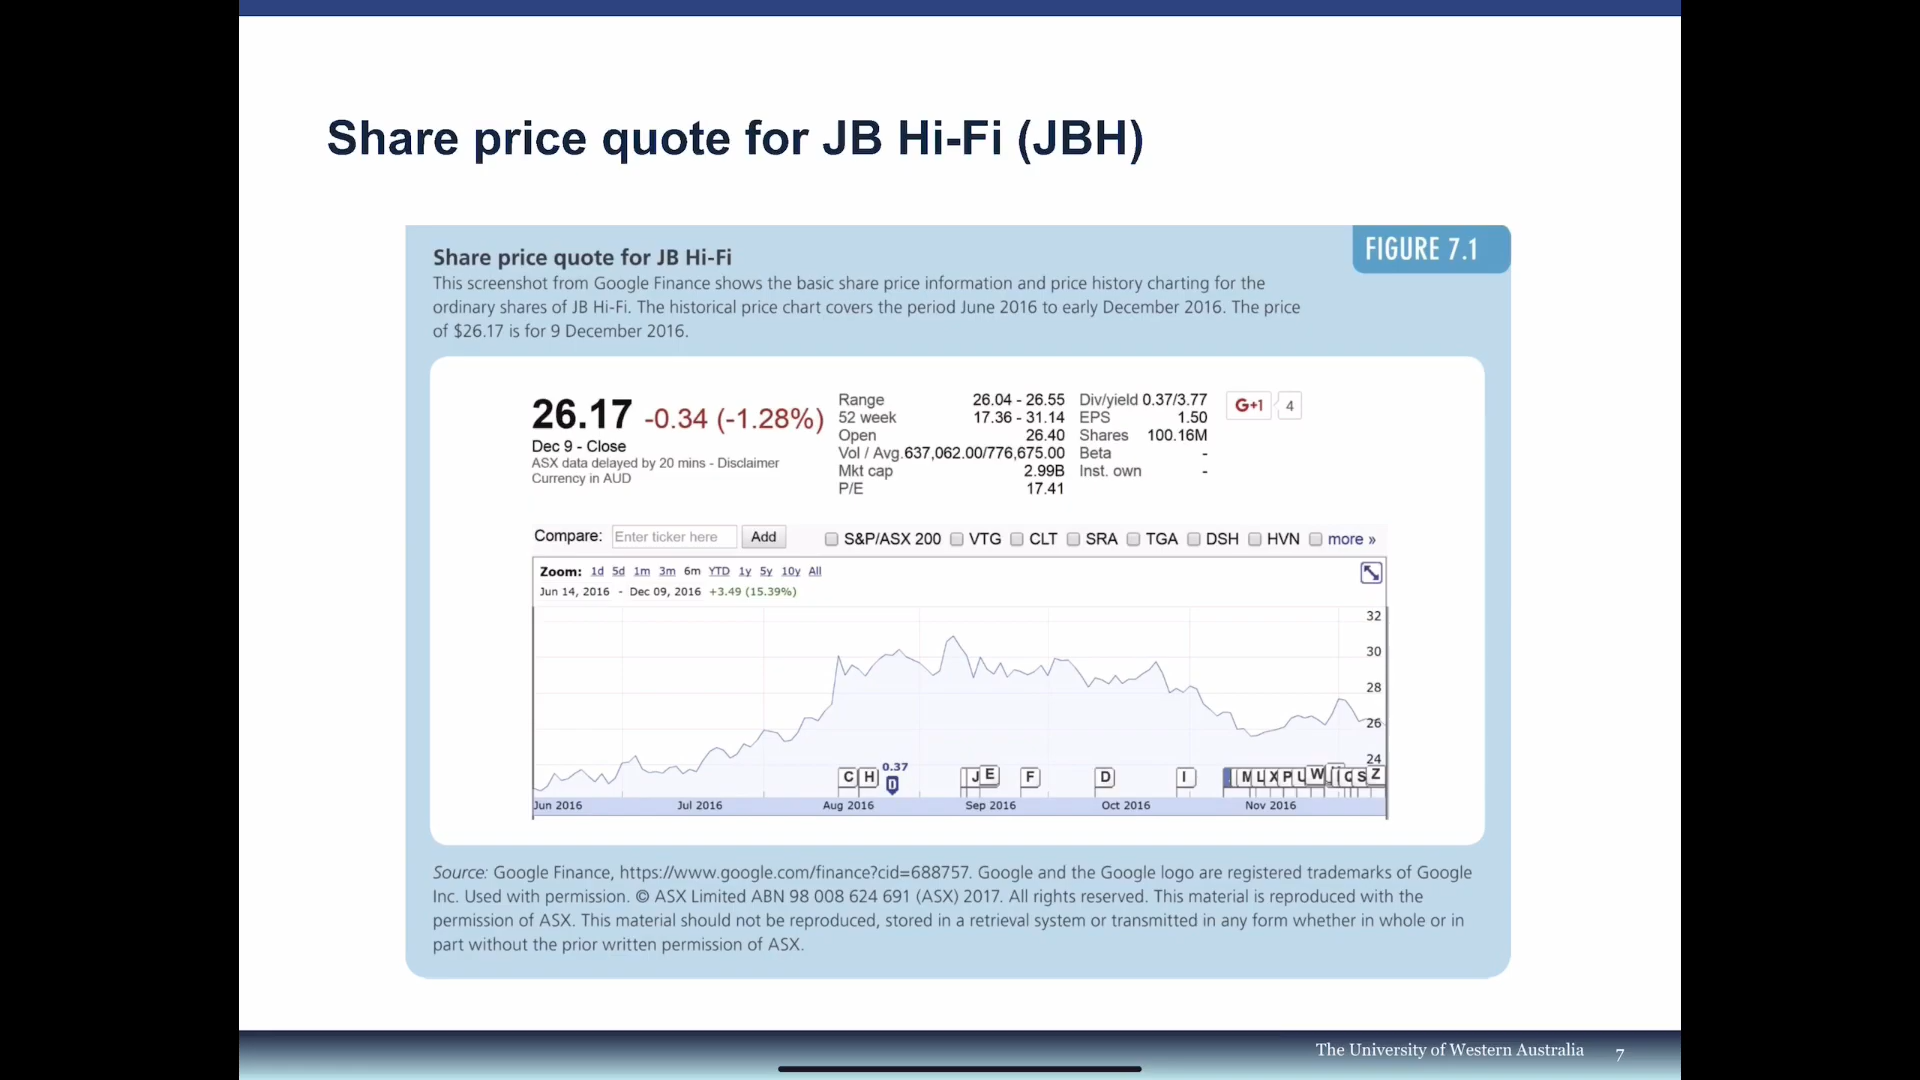 Share price quote for JB Hi-Fi (JBH)
FIGURE 7.1
Share price quote for JB Hi-Fi
This screenshot from Google Finance shows the basic share price information and price history charting for the
ordinary shares of JB Hi-Fi. The historical price chart covers the period June 2016 to early December 2016. The price
of $26.17 is for 9 December 2016.
26.17 -0.34 (-1.28%)
Dec 9 - Close
ASX data delayed by 20 mins - Disclaimer
Currency in AUD
Range 26.04 - 26.55
52 week 17.36 - 31.14
Open 26.40
Vol / Avg. 637,062.00/776,675.00
Mkt cap 2.99B
P/E 17.41
Div/yield 0.37/3.77
EPS 1.50
Shares 100.16M
Beta -
Inst. own -
G+1 4
Compare: Enter ticker here Add S&P/ASX 200 VTG CLT SRA TGA DSH HVN more »
Zoom: 1d 5d 1m 3m 6m YTD 1y 5y 10y All
Jun 14, 2016 - Dec 09, 2016 +3.49 (15.39%)
32
30
28
26
24
0.37
C H D J E F D I M L X P U W C S Z
Jun 2016 Jul 2016 Aug 2016 Sep 2016 Oct 2016 Nov 2016
Source: Google Finance, https://www.google.com/finance?cid=688757. Google and the Google logo are registered trademarks of Google
Inc. Used with permission. © ASX Limited ABN 98 008 624 691 (ASX) 2017. All rights reserved. This material is reproduced with the
permission of ASX. This material should not be reproduced, stored in a retrieval system or transmitted in any form whether in whole or in
part without the prior written permission of ASX.
The University of Western Australia 7